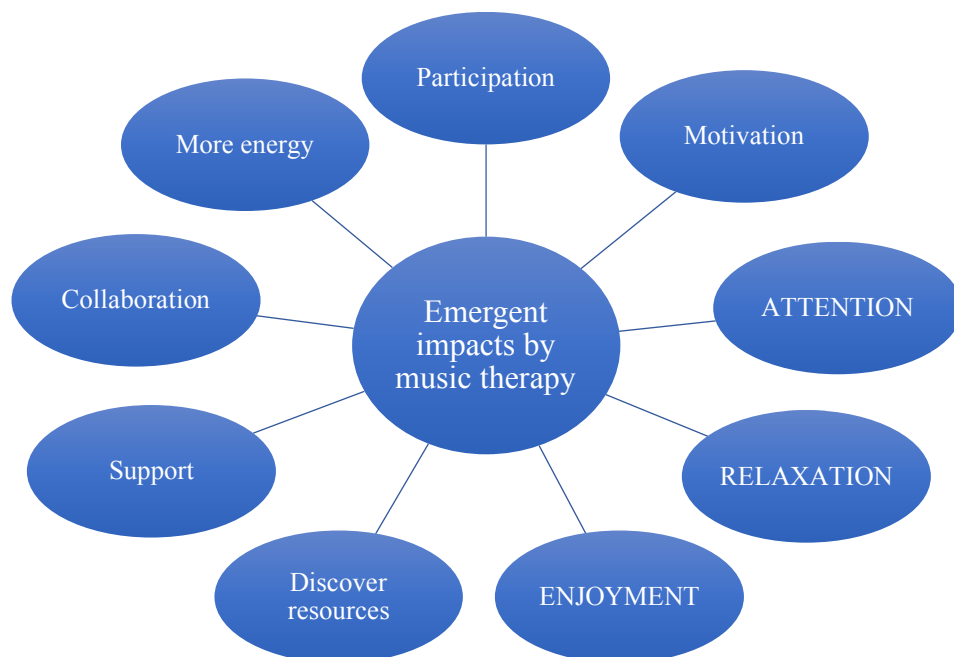 Participation
More energy
Motivation
Collaboration
Emergent
impacts by
music therapy
ATTENTION
Support
RELAXATION
Discover
resources
ENJOYMENT